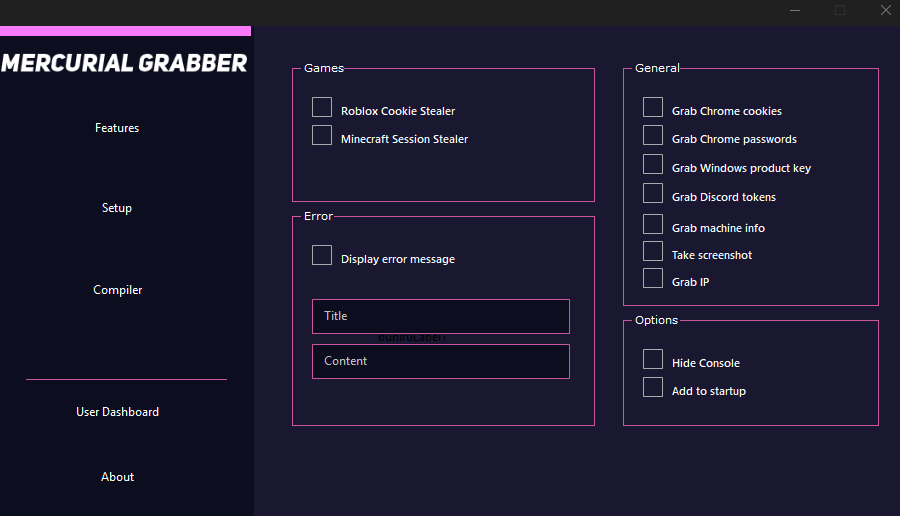 MERCURIAL GRABBER
Features
Setup
Compiler
User Dashboard
About
Games
Roblox Cookie Stealer
Minecraft Session Stealer
Error
Display error message
Title
bunifuLabel1
Content
General
Grab Chrome cookies
Grab Chrome passwords
Grab Windows product key
Grab Discord tokens
Grab machine info
Take screenshot
Grab IP
Options
Hide Console
Add to startup